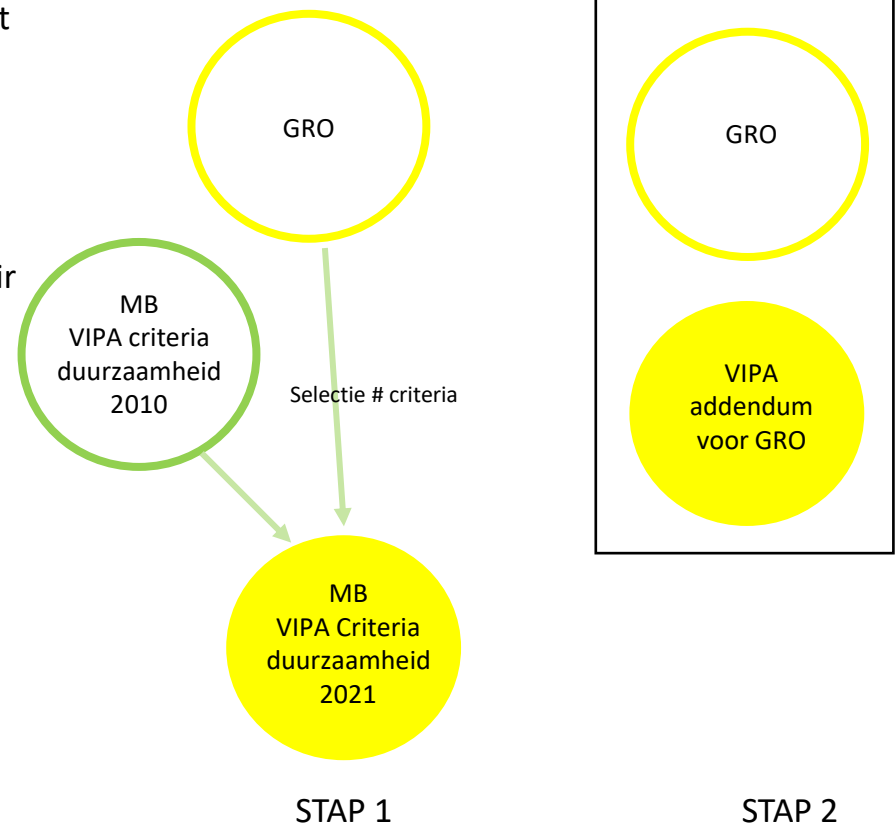 t
GRO
GRO
ir
MB
VIPA criteria
duurzaamheid
2010
Selectie # criteria
VIPA
addendum
voor GRO
MB
VIPA Criteria
duurzaamheid
2021
STAP 1
STAP 2